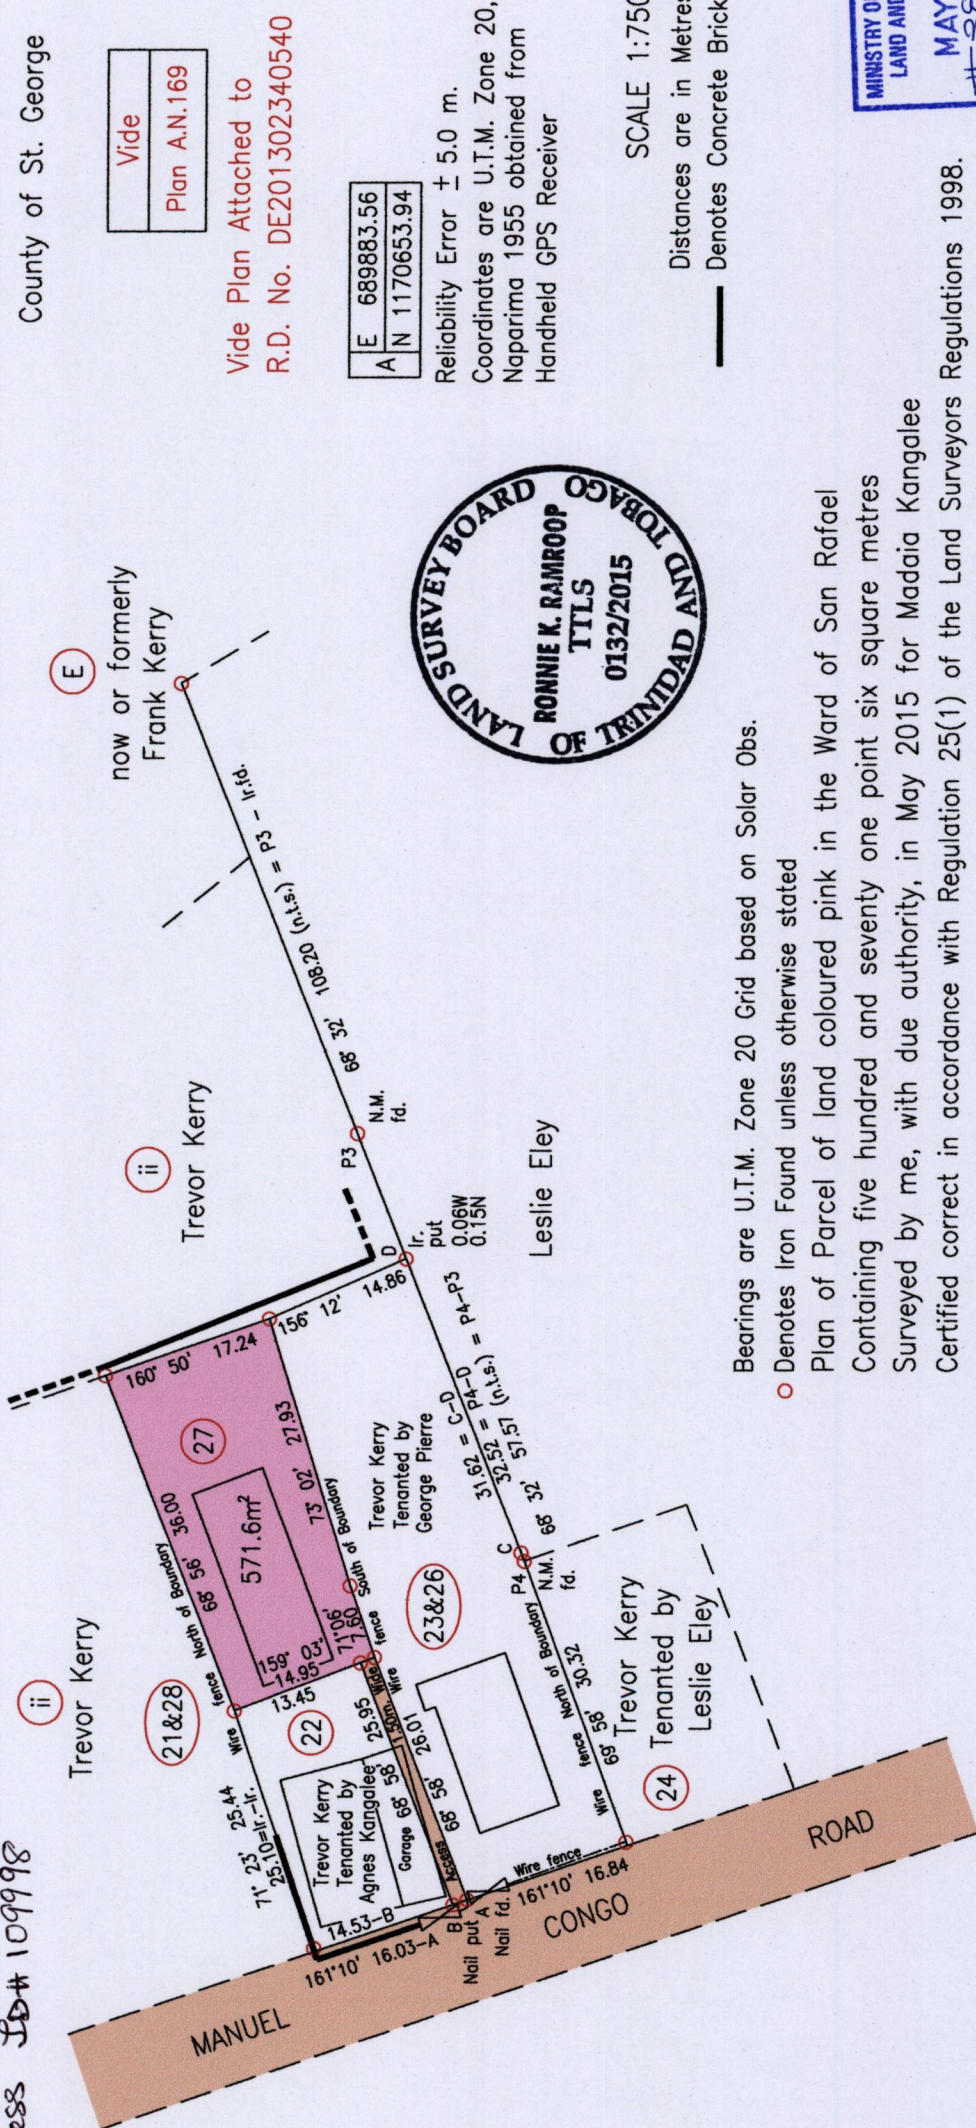 ess ID# 109998
County of St. George
Vide
Plan A.N.169
Vide Plan Attached to
R.D. No. DE201302340540
A
E 689883.56
N 1170653.94
Reliability Error ± 5.0 m.
Coordinates are U.T.M. Zone 20,
Naparima 1955 obtained from
Handheld GPS Receiver
SCALE 1:750
Distances are in Metres
Denotes Concrete Brick
MINISTRY O
LAND AND
MAY
E
now or formerly
Frank Kerry
ii
Trevor Kerry
ii
Trevor Kerry
68° 32' 108.20 (n.t.s.) = P3 - Ir.fd.
P3
N.M.
fd.
D
Ir.
put
0.06W
0.15N
Leslie Eley
LAND SURVEY BOARD
OF TRINIDAD AND TOBAGO
RONNIE K. RAMROOP
TTLS
0132/2015
21&28
Wire fence North of Boundary
68° 56' 36.00
160° 50' 17.24
156° 12' 14.86
27
571.6m²
159° 03'
14.95
13.45
71°06'
7.60
73° 02' 27.93
fence South of Boundary
Wire
Trevor Kerry
Tenanted by
George Pierre
23&26
22
71° 23' 25.44
25.10=Ir.-Ir.
Trevor Kerry
Tenanted by
Agnes Kangalee
Garage
68° 58' 25.95
Access 1.50m. Wide
68° 58' 26.01
14.53-B
161°10' 16.03-A
B
Nail put
A
Nail fd.
Wire fence
161°10' 16.84
31.62 = C-D
32.52 = P4-D
68° 32' 57.57 (n.t.s.) = P4-P3
P4
C
N.M.
fd.
Wire fence North of Boundary
69° 58' 30.32
24
Trevor Kerry
Tenanted by
Leslie Eley
MANUEL
CONGO
ROAD
Bearings are U.T.M. Zone 20 Grid based on Solar Obs.
Denotes Iron Found unless otherwise stated
Plan of Parcel of land coloured pink in the Ward of San Rafael
Containing five hundred and seventy one point six square metres
Surveyed by me, with due authority, in May 2015 for Madaia Kangalee
Certified correct in accordance with Regulation 25(1) of the Land Surveyors Regulations 1998.